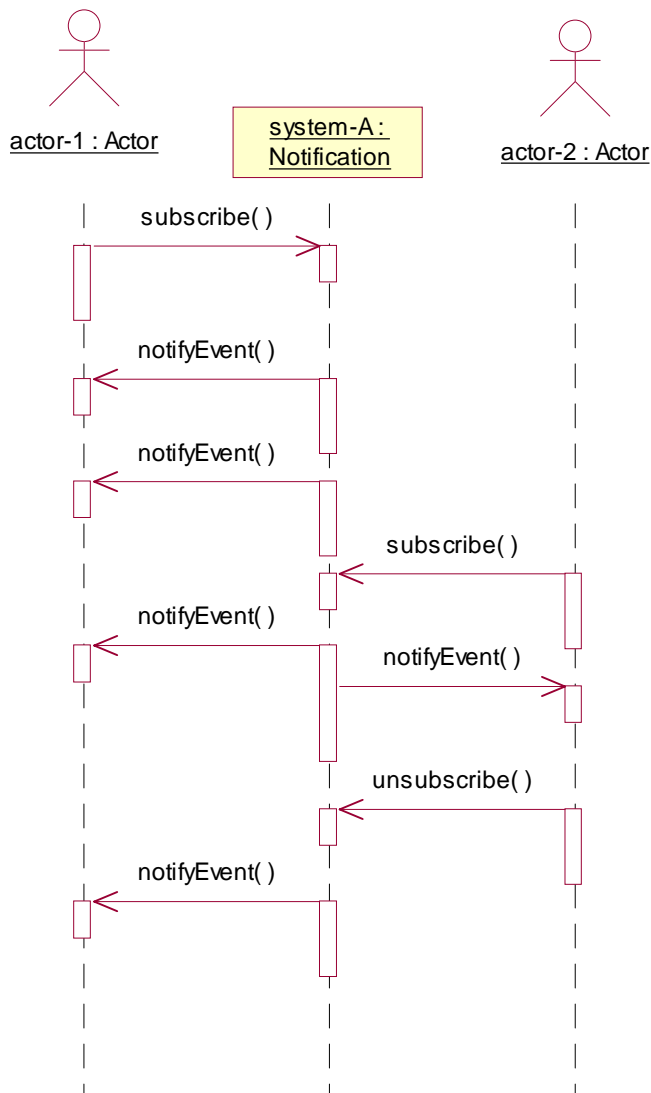 actor-1 : Actor
system-A :
Notification
actor-2 : Actor
subscribe( )
notifyEvent( )
notifyEvent( )
subscribe( )
notifyEvent( )
notifyEvent( )
unsubscribe( )
notifyEvent( )